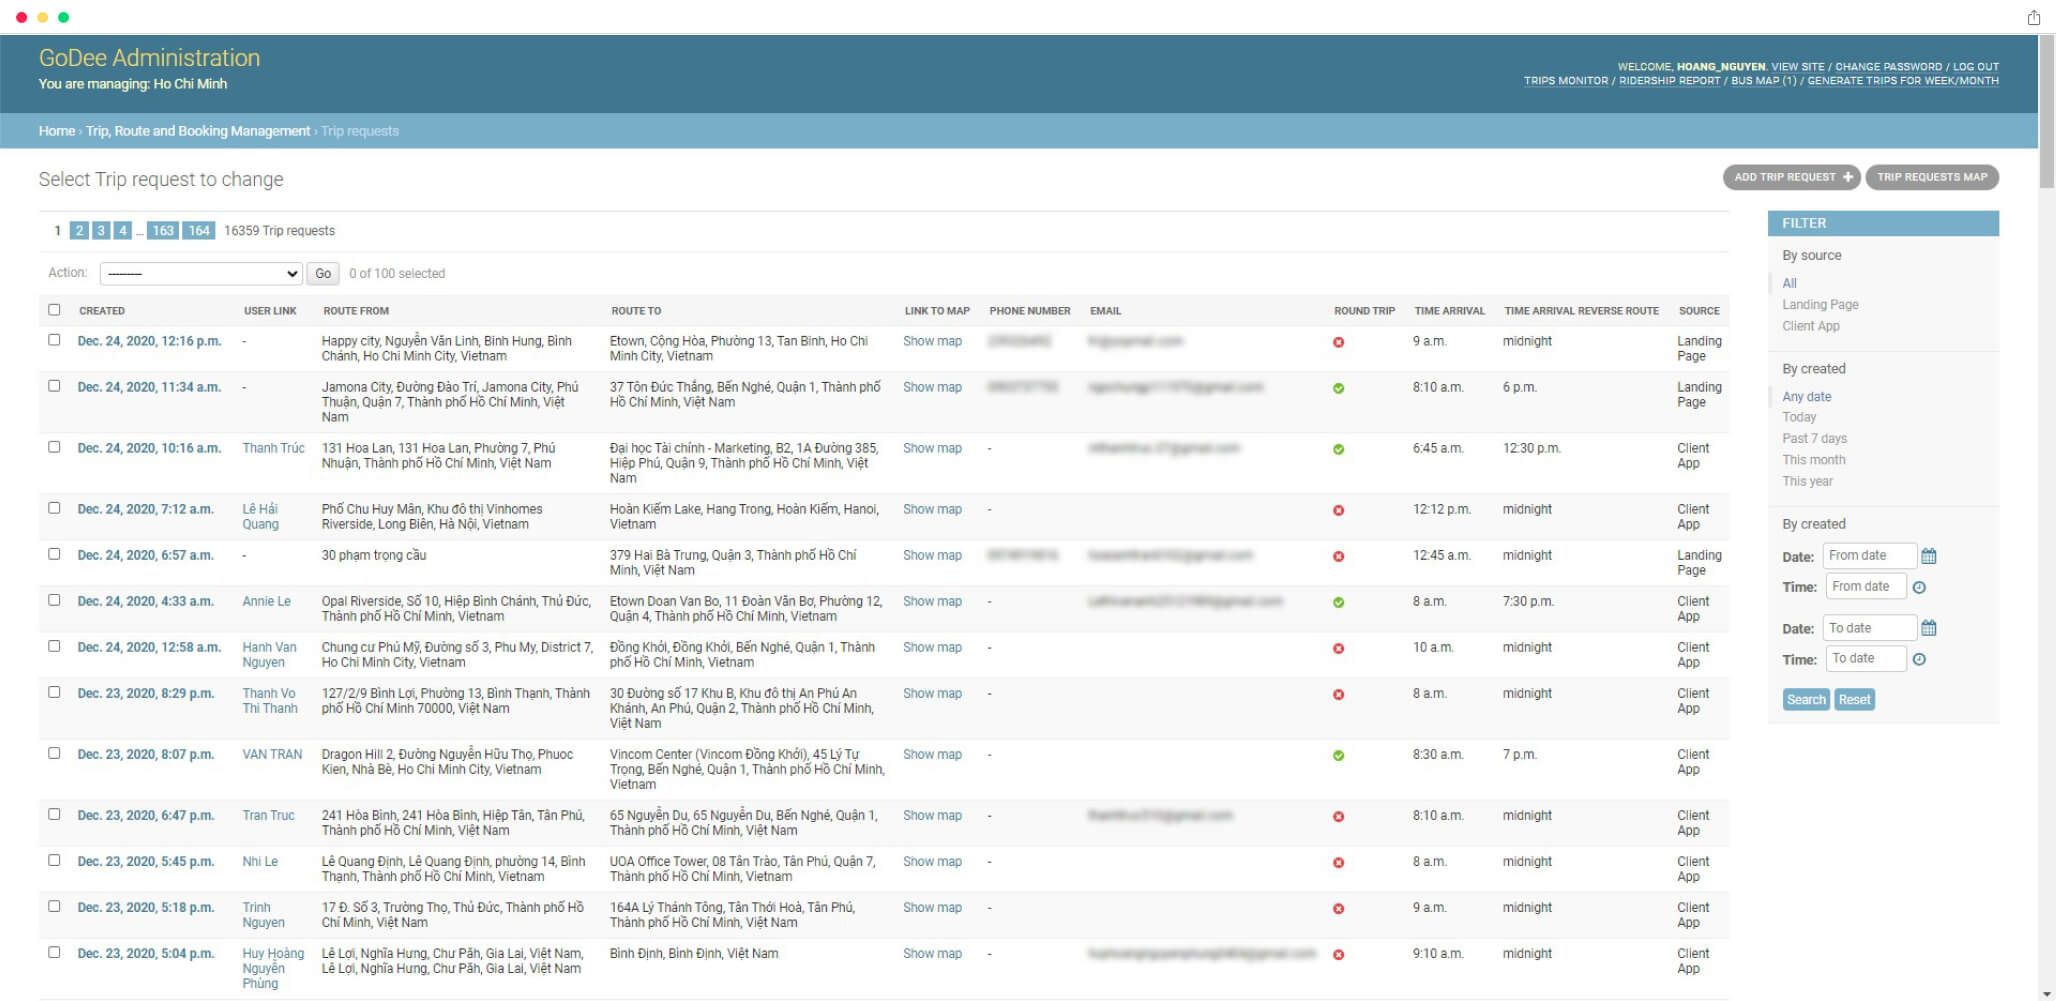 GoDee Administration
You are managing: Ho Chi Minh
WELCOME, HOANG_NGUYEN. VIEW SITE / CHANGE PASSWORD / LOG OUT
TRIPS MONITOR / RIDERSHIP REPORT / BUS MAP (1) / GENERATE TRIPS FOR WEEK/MONTH
Home › Trip, Route and Booking Management › Trip requests
Select Trip request to change
ADD TRIP REQUEST + TRIP REQUESTS MAP
1 2 3 4 ... 163 164 16359 Trip requests
Action: --------- Go 0 of 100 selected
CREATED USER LINK ROUTE FROM ROUTE TO LINK TO MAP PHONE NUMBER EMAIL ROUND TRIP TIME ARRIVAL TIME ARRIVAL REVERSE ROUTE SOURCE
Dec. 24, 2020, 12:16 p.m. - Happy city, Nguyễn Văn Linh, Binh Hung, Bình Etown, Cộng Hòa, Phường 13, Tan Binh, Ho Chi Show map 9 a.m. midnight Landing
Chánh, Ho Chi Minh City, Vietnam Minh City, Vietnam Page
Dec. 24, 2020, 11:34 a.m. - Jamona City, Đường Đào Trí, Jamona City, Phú 37 Tôn Đức Thắng, Bến Nghé, Quận 1, Thành phố Show map 8:10 a.m. 6 p.m. Landing
Thuận, Quận 7, Thành phố Hồ Chí Minh, Việt Hồ Chí Minh, Việt Nam Page
Nam
Dec. 24, 2020, 10:16 a.m. Thanh Trúc 131 Hoa Lan, 131 Hoa Lan, Phường 7, Phú Đại học Tài chính - Marketing, B2, 1A Đường 385, Show map - 6:45 a.m. 12:30 p.m. Client
Nhuận, Thành phố Hồ Chí Minh, Việt Nam Hiệp Phú, Quận 9, Thành phố Hồ Chí Minh, Việt App
Nam
Dec. 24, 2020, 7:12 a.m. Lê Hải Phố Chu Huy Mân, Khu đô thị Vinhomes Hoàn Kiếm Lake, Hang Trong, Hoàn Kiếm, Hanoi, Show map - 12:12 p.m. midnight Client
Quang Riverside, Long Biên, Hà Nội, Vietnam Vietnam App
Dec. 24, 2020, 6:57 a.m. - 30 phạm trọng cầu 379 Hai Bà Trưng, Quận 3, Thành phố Hồ Chí Show map 12:45 a.m. midnight Landing
Minh, Việt Nam Page
Dec. 24, 2020, 4:33 a.m. Annie Le Opal Riverside, Số 10, Hiệp Bình Chánh, Thủ Đức, Etown Doan Van Bo, 11 Đoàn Văn Bơ, Phường 12, Show map - 8 a.m. 7:30 p.m. Client
Thành phố Hồ Chí Minh, Vietnam Quận 4, Thành phố Hồ Chí Minh, Vietnam App
Dec. 24, 2020, 12:58 a.m. Hanh Van Chung cư Phú Mỹ, Đường số 3, Phu My, District 7, Đồng Khởi, Đồng Khởi, Bến Nghé, Quận 1, Thành Show map - 10 a.m. midnight Client
Nguyen Ho Chi Minh City, Vietnam phố Hồ Chí Minh, Vietnam App
Dec. 23, 2020, 8:29 p.m. Thanh Vo 127/2/9 Bình Lợi, Phường 13, Bình Thạnh, Thành 30 Đường số 17 Khu B, Khu đô thị An Phú An Show map - 8 a.m. midnight Client
Thi Thanh phố Hồ Chí Minh 70000, Việt Nam Khánh, An Phú, Quận 2, Thành phố Hồ Chí Minh, App
Việt Nam
Dec. 23, 2020, 8:07 p.m. VAN TRAN Dragon Hill 2, Đường Nguyễn Hữu Thọ, Phuoc Vincom Center (Vincom Đồng Khởi), 45 Lý Tự Show map - 8:30 a.m. 7 p.m. Client
Kien, Nhà Bè, Ho Chi Minh City, Vietnam Trọng, Bến Nghé, Quận 1, Thành phố Hồ Chí Minh, App
Vietnam
Dec. 23, 2020, 6:47 p.m. Tran Truc 241 Hòa Bình, 241 Hòa Bình, Hiệp Tân, Tân Phú, 65 Nguyễn Du, 65 Nguyễn Du, Bến Nghé, Quận 1, Show map - 8:10 a.m. midnight Client
Thành phố Hồ Chí Minh, Việt Nam Thành phố Hồ Chí Minh, Việt Nam App
Dec. 23, 2020, 5:45 p.m. Nhi Le Lê Quang Định, Lê Quang Định, phường 14, Bình UOA Office Tower, 08 Tân Trào, Tân Phú, Quận 7, Show map - 8 a.m. midnight Client
Thạnh, Thành phố Hồ Chí Minh, Vietnam Thành phố Hồ Chí Minh, Vietnam App
Dec. 23, 2020, 5:18 p.m. Trinh 17 Đ. Số 3, Trường Thọ, Thủ Đức, Thành phố Hồ 164A Lý Thánh Tông, Tân Thới Hoà, Tân Phú, Show map - 9 a.m. midnight Client
Nguyen Chí Minh, Việt Nam Thành phố Hồ Chí Minh, Việt Nam App
Dec. 23, 2020, 5:04 p.m. Huy Hoàng Lê Lợi, Nghĩa Hưng, Chư Păh, Gia Lai, Việt Nam, Bình Định, Bình Định, Việt Nam Show map - 9:10 a.m. midnight Client
Nguyễn Lê Lợi, Nghĩa Hưng, Chư Păh, Gia Lai, Việt Nam App
Phùng
FILTER
By source
All
Landing Page
Client App
By created
Any date
Today
Past 7 days
This month
This year
By created
Date: From date
Time: From date
Date: To date
Time: To date
Search Reset